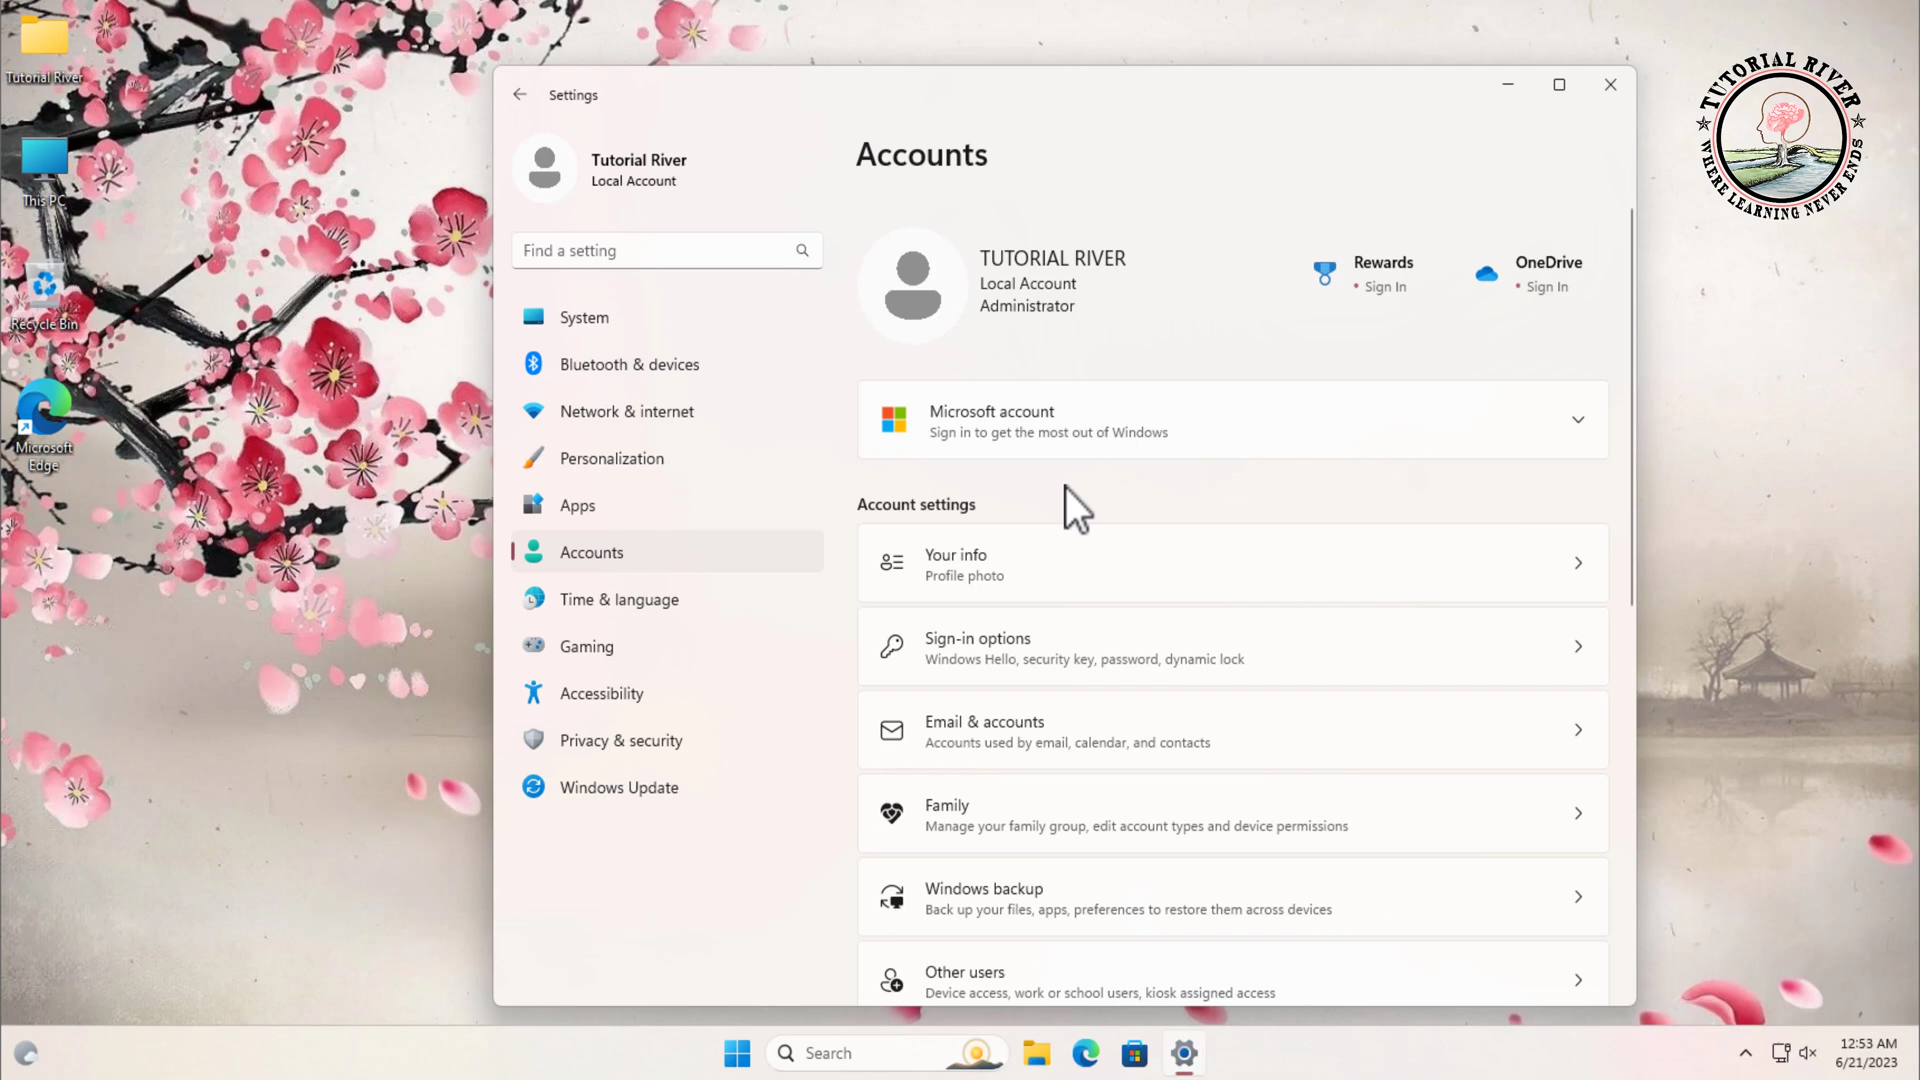 Tutorial River
This PC
Recycle Bin
Microsoft
Edge
Settings
Tutorial River
Local Account
Find a setting
System
Bluetooth & devices
Network & internet
Personalization
Apps
Accounts
Time & language
Gaming
Accessibility
Privacy & security
Windows Update
Accounts
TUTORIAL RIVER
Local Account
Administrator
Rewards
• Sign In
OneDrive
• Sign In
Microsoft account
Sign in to get the most out of Windows
Account settings
Your info
Profile photo
Sign-in options
Windows Hello, security key, password, dynamic lock
Email & accounts
Accounts used by email, calendar, and contacts
Family
Manage your family group, edit account types and device permissions
Windows backup
Back up your files, apps, preferences to restore them across devices
Other users
Device access, work or school users, kiosk assigned access
TUTORIAL RIVER
WHERE LEARNING NEVER ENDS
Search
12:53 AM
6/21/2023